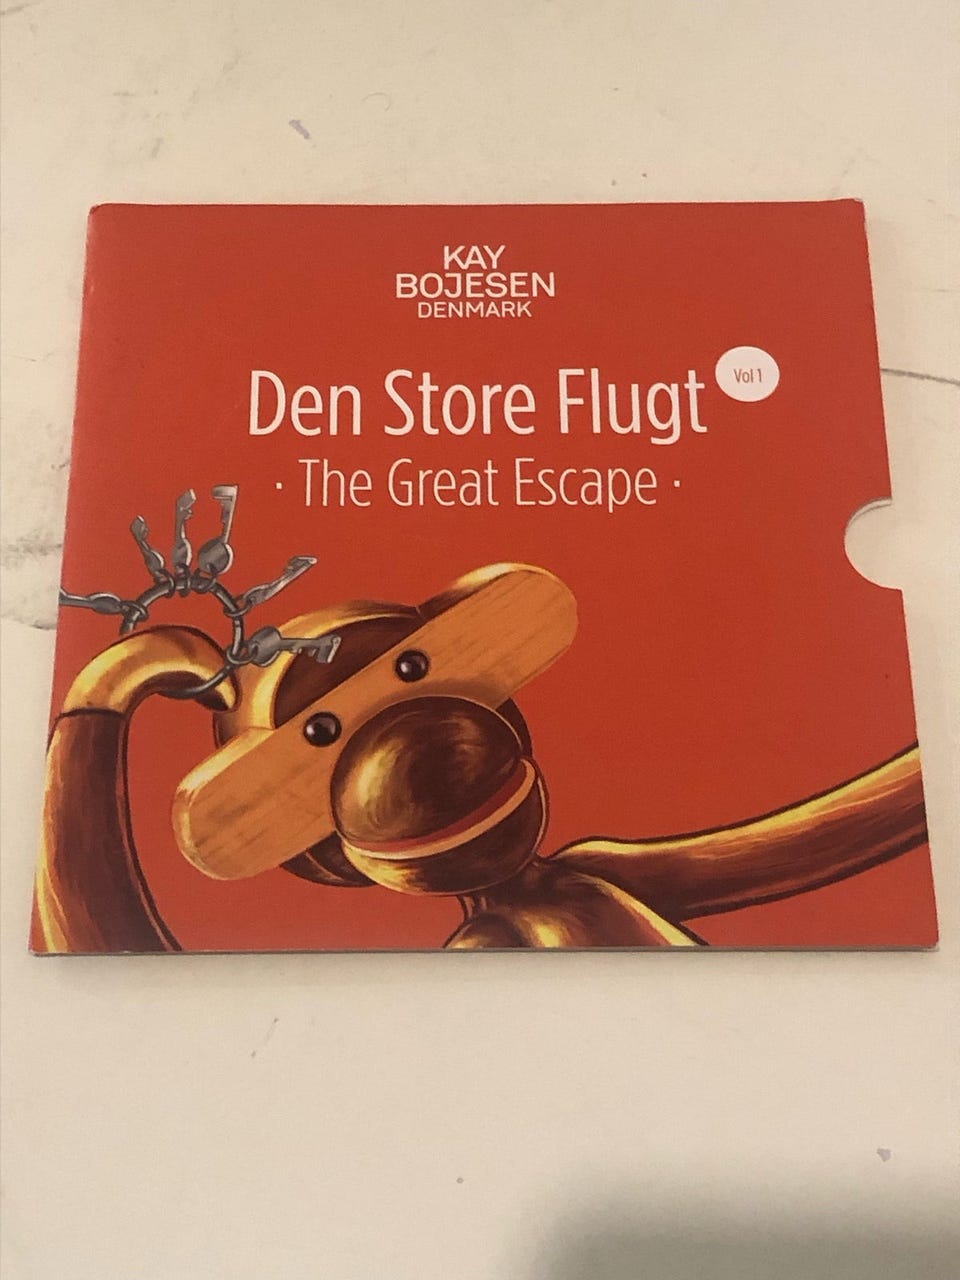 KAY
BOJESEN
DENMARK
Den Store Flugt
Vol 1
· The Great Escape ·